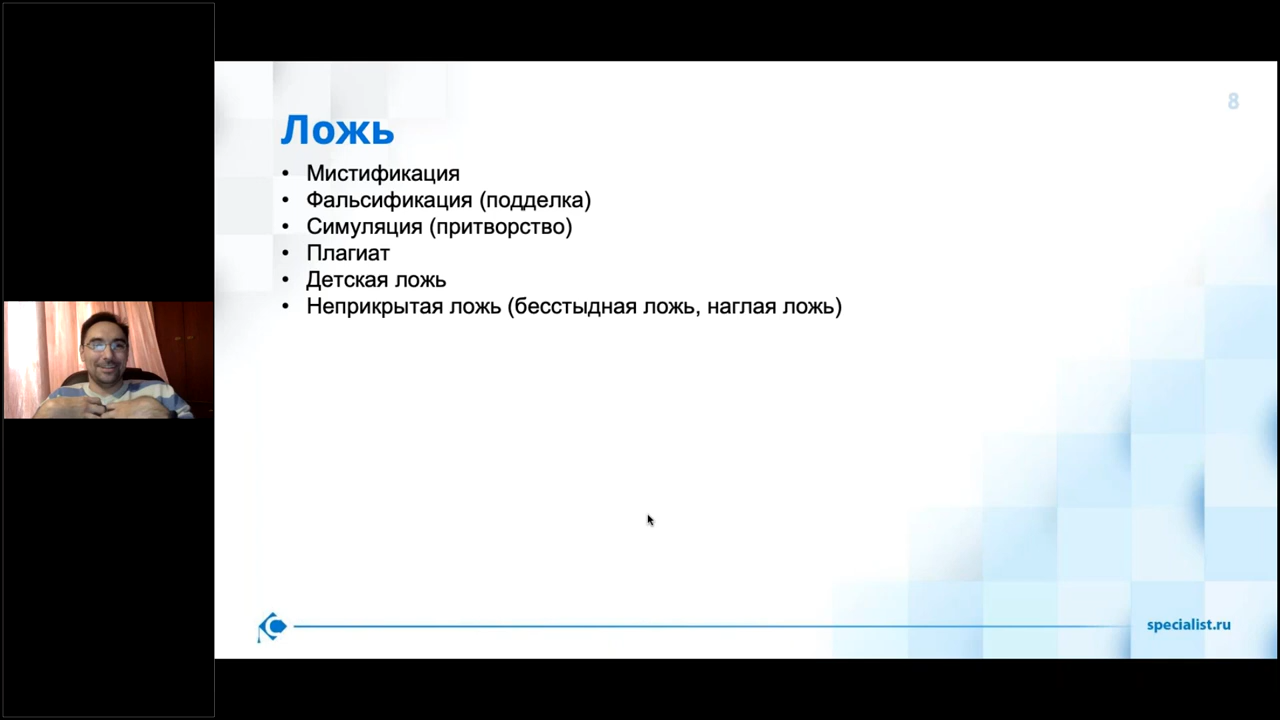 8
Ложь
• Мистификация
• Фальсификация (подделка)
• Симуляция (притворство)
• Плагиат
• Детская ложь
• Неприкрытая ложь (бесстыдная ложь, наглая ложь)
specialist.ru